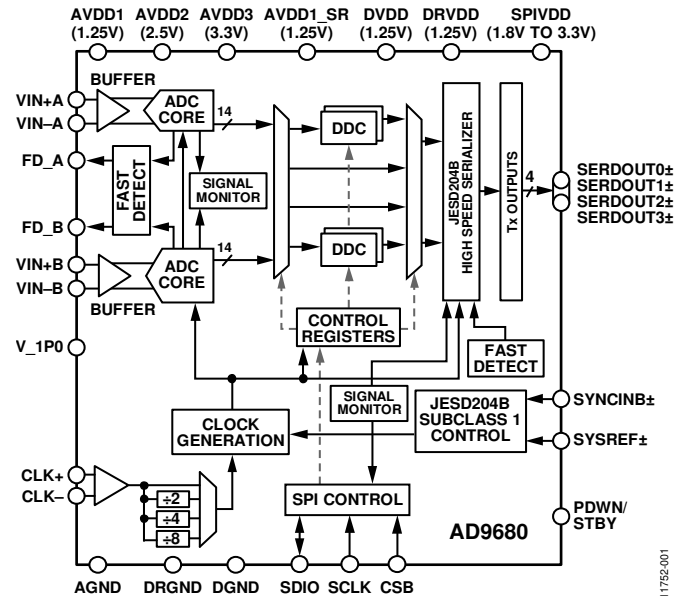 AVDD1 AVDD2 AVDD3 AVDD1_SR DVDD DRVDD SPIVDD
(1.25V) (2.5V) (3.3V) (1.25V) (1.25V) (1.25V) (1.8V TO 3.3V)
BUFFER
VIN+A
VIN–A
ADC
CORE
14
FD_A
FD_B
FAST
DETECT
SIGNAL
MONITOR
VIN+B
VIN–B
ADC
CORE
14
BUFFER
DDC
DDC
JESD204B
HIGH SPEED SERIALIZER
Tx OUTPUTS
4
SERDOUT0±
SERDOUT1±
SERDOUT2±
SERDOUT3±
V_1P0
CONTROL
REGISTERS
FAST
DETECT
SIGNAL
MONITOR
JESD204B
SUBCLASS 1
CONTROL
SYNCINB±
SYSREF±
CLOCK
GENERATION
CLK+
CLK–
÷2
÷4
÷8
SPI CONTROL
PDWN/
STBY
AD9680
AGND DRGND DGND SDIO SCLK CSB
11752-001